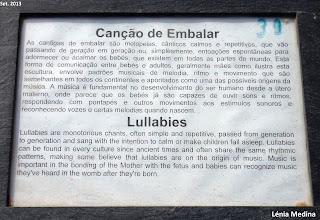 Set. 2013
39
Canção de Embalar
As cantigas de embalar são melopeias, cânticos calmos e repetitivos, que vão
passando de geração em geração ou, simplesmente, entoações espontâneas para
adormecer ou acalmar os bebés, que existem em todas as partes do mundo. Esta
forma de comunicação entre bebés e adultos, geralmente mães como ilustra esta
escultura, envolve padrões musicais de melodia, ritmo e movimento que são
semelhantes em todos os continentes e apontados como uma das possíveis origens da
música. A música é fundamental no desenvolvimento do ser humano desde o útero
materno, onde parece que os bebés já são capazes de ouvir sons e ritmos,
respondendo com pontapés e outros movimentos aos estímulos sonoros e
reconhecendo vozes e certas melodias quando nascem.
Lullabies
Lullabies are monotorious chants, often simple and repetitive, passed from generation
to generation and sang with the intention to calm or make children fall asleep. Lullabies
can be found in every culture since ancient times and often share the same rhythmic
patterns, making some believe that lullabies are on the origin of music. Music is
important in the bonding of the Mother with the fetus and babies can recognize music
they've heard in the womb after they're born.
Lénia Medina